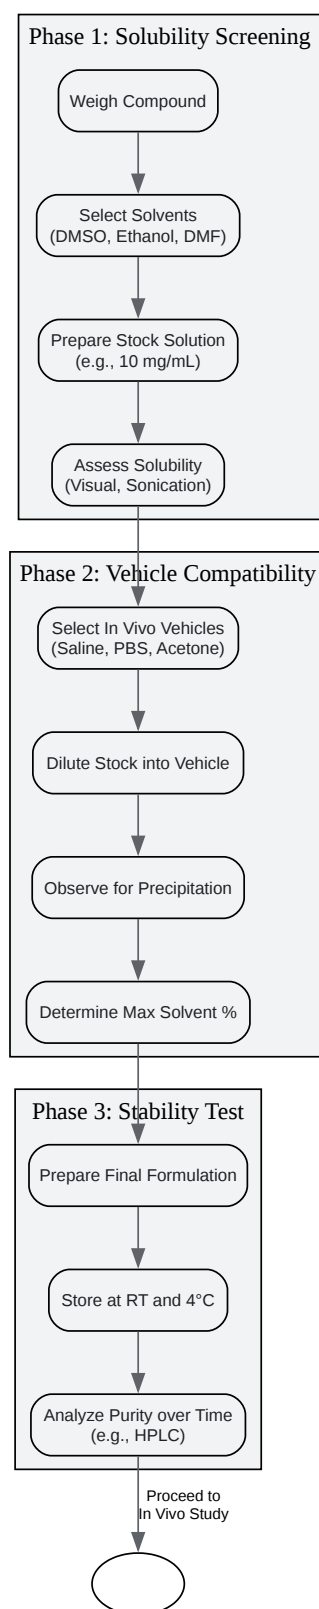 Phase 1: Solubility Screening
Weigh Compound
Select Solvents
(DMSO, Ethanol, DMF)
Prepare Stock Solution
(e.g., 10 mg/mL)
Assess Solubility
(Visual, Sonication)
Phase 2: Vehicle Compatibility
Select In Vivo Vehicles
(Saline, PBS, Acetone)
Dilute Stock into Vehicle
Observe for Precipitation
Determine Max Solvent %
Phase 3: Stability Test
Prepare Final Formulation
Store at RT and 4°C
Analyze Purity over Time
(e.g., HPLC)
Proceed to
In Vivo Study